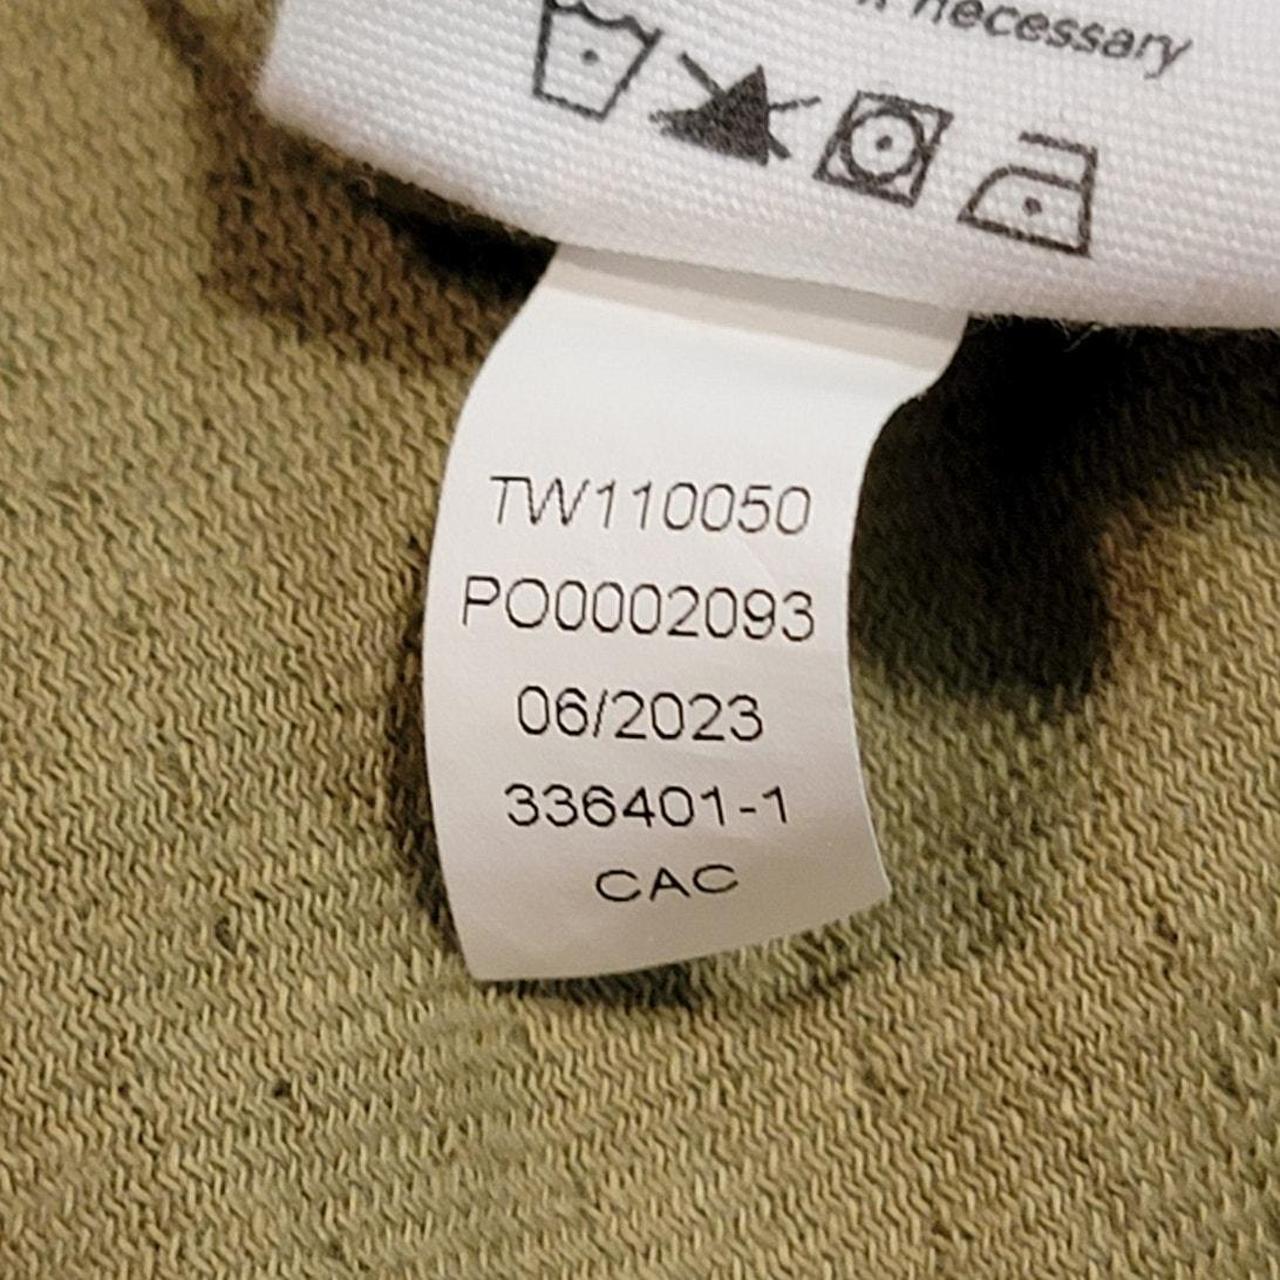 necessary
TW110050
PO0002093
06/2023
336401-1
CAC